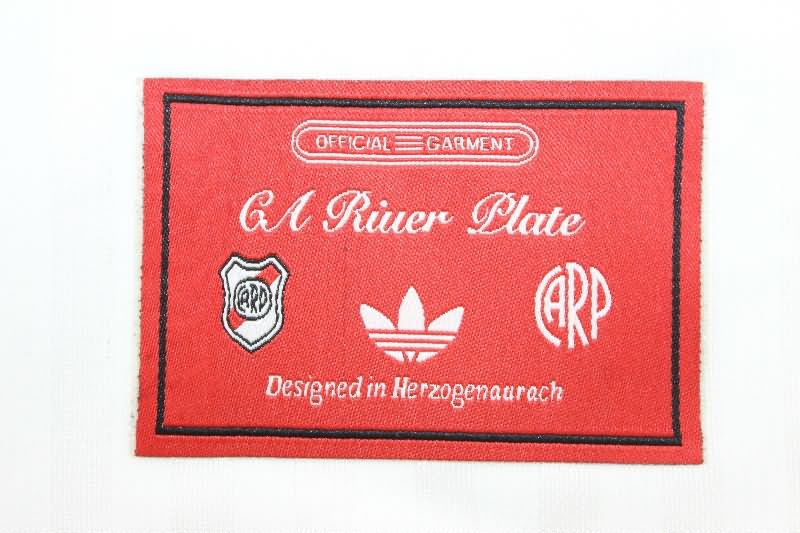 OFFICIAL GARMENT
CA River Plate
CARP
CARP
Designed in Herzogenaurach